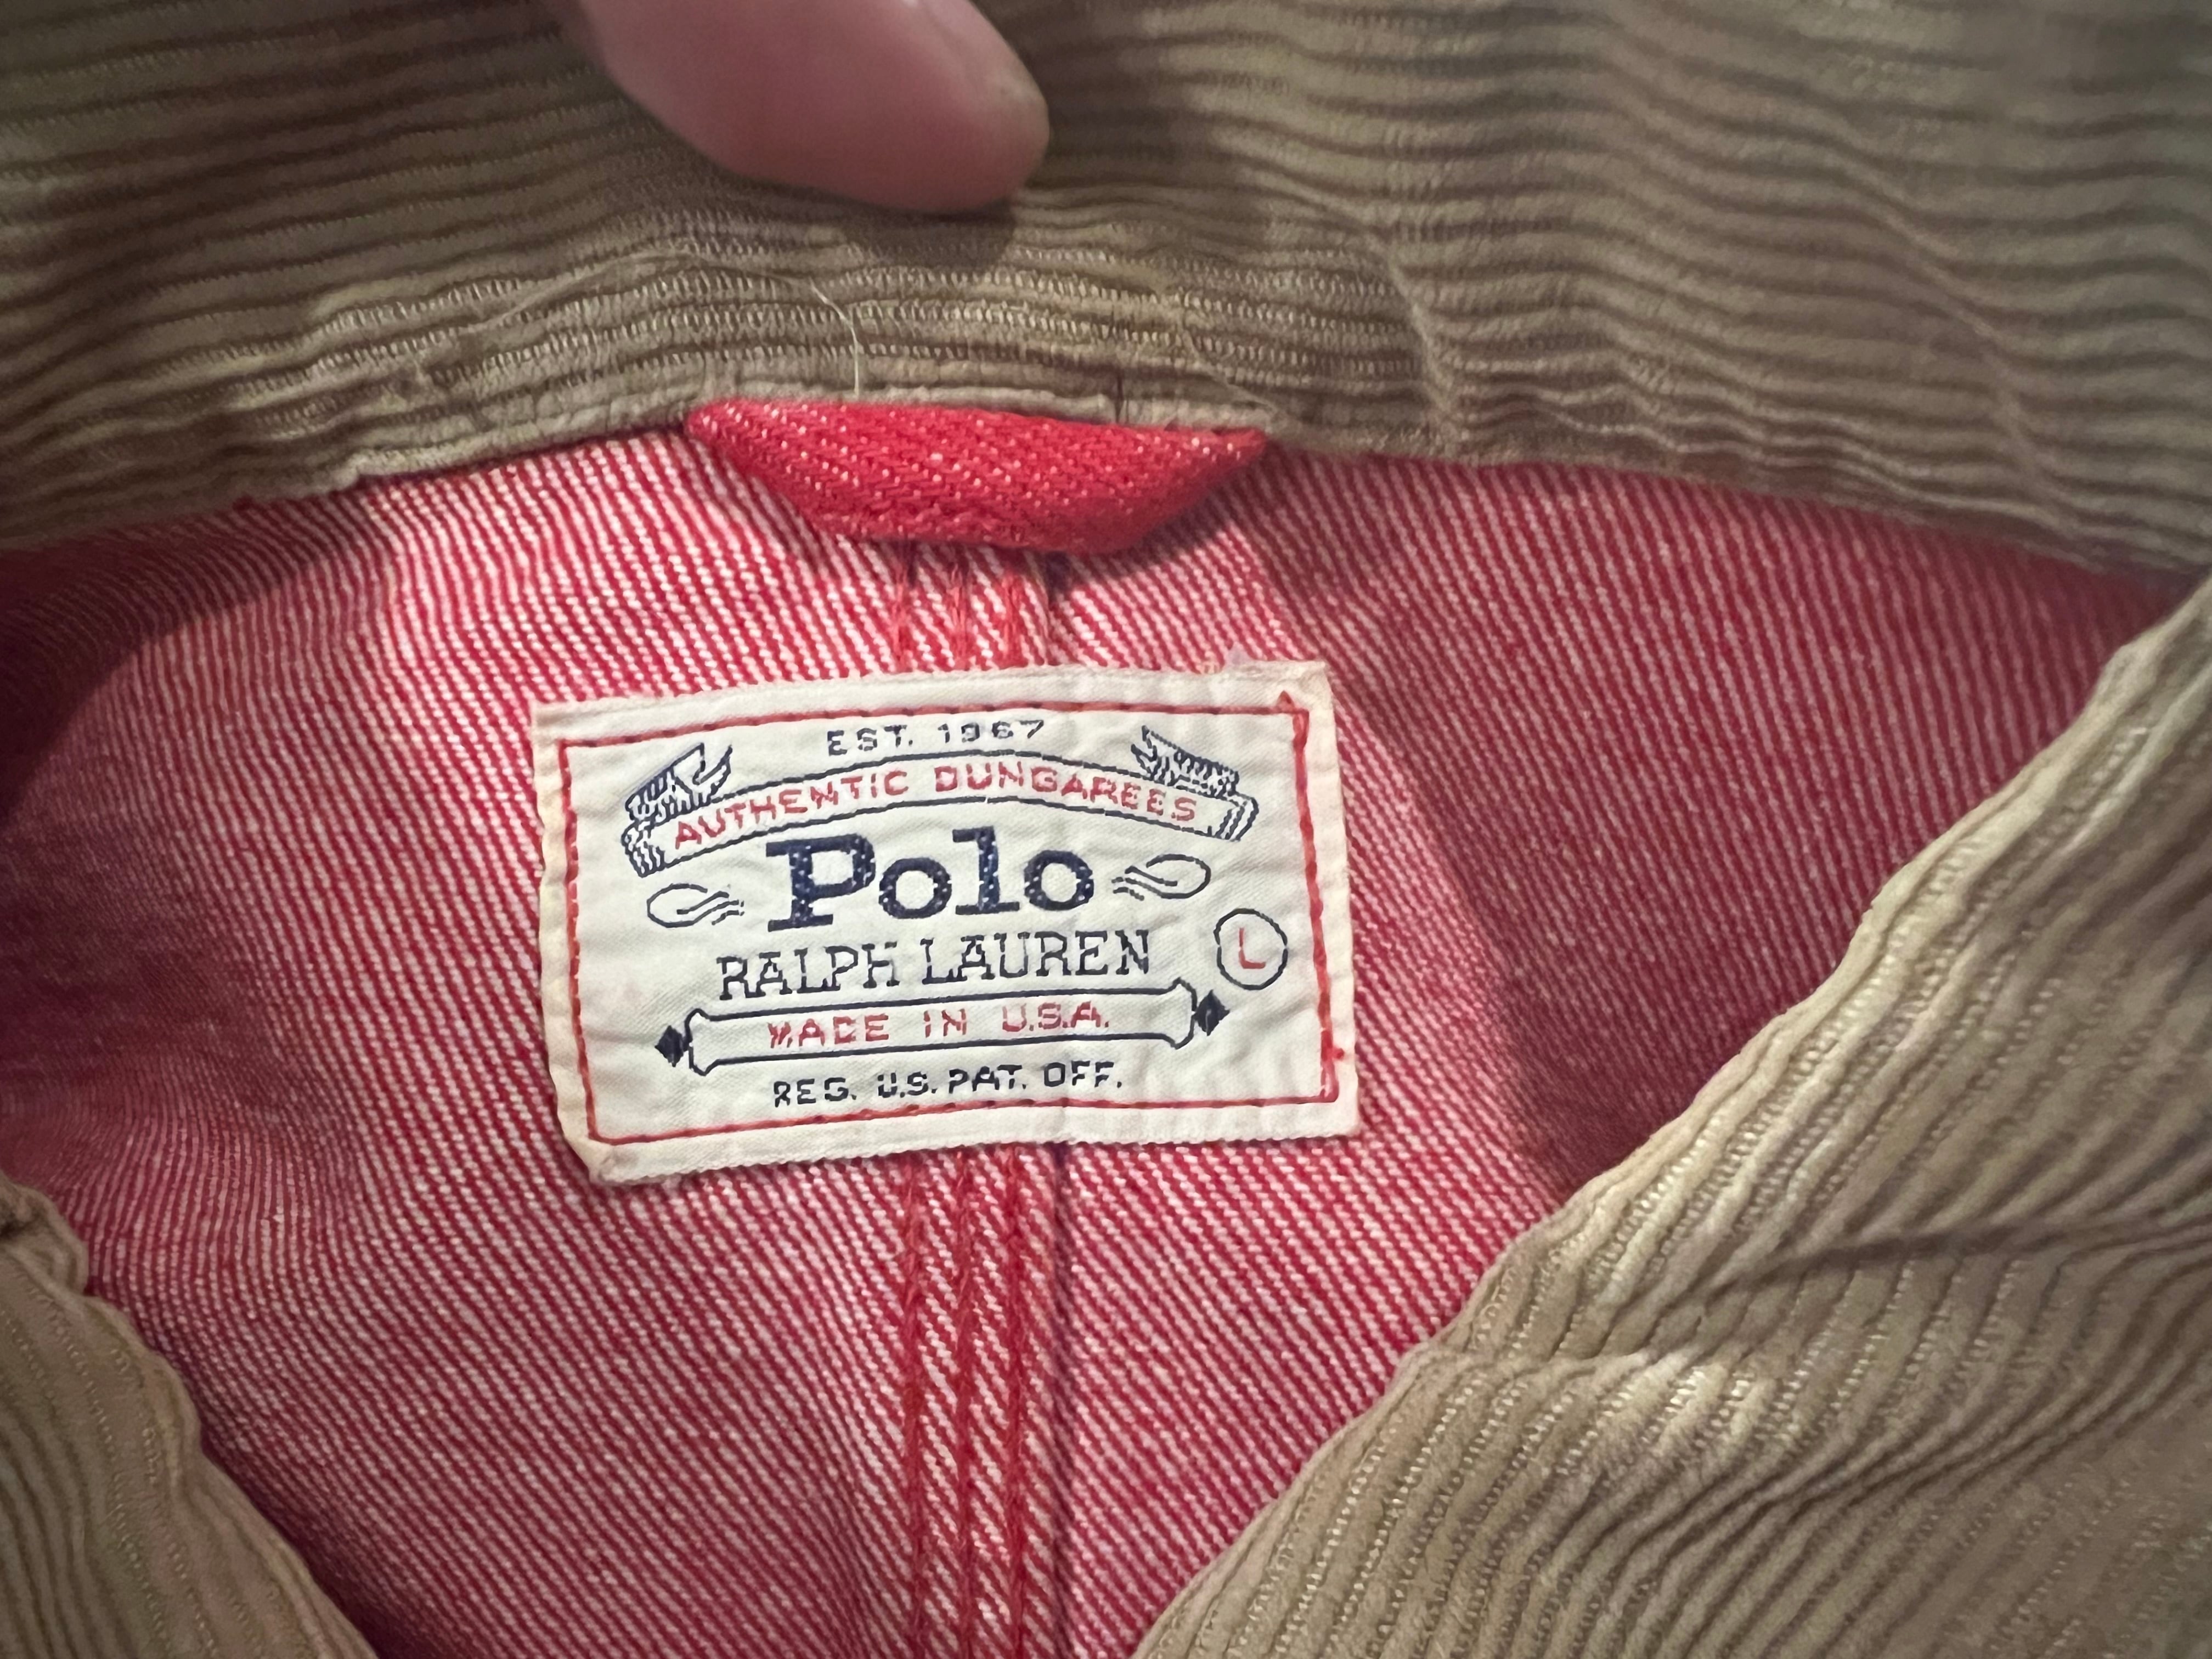 EST. 1967
AUTHENTIC DUNGAREES
Polo
RALPH LAUREN
L
MADE IN U.S.A.
REG. U.S. PAT. OFF.